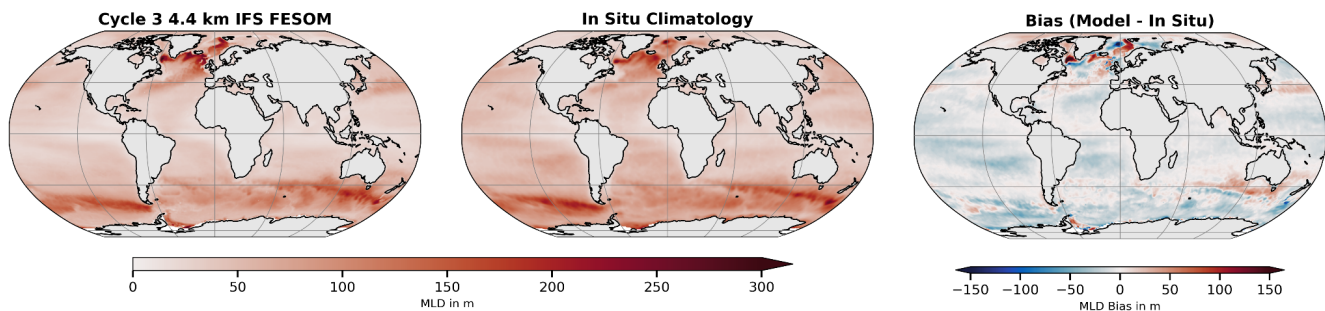 Cycle 3 4.4 km IFS FESOM
In Situ Climatology
Bias (Model - In Situ)
0 50 100 150 200 250 300
MLD in m
−150 −100 −50 0 50 100 150
MLD Bias in m